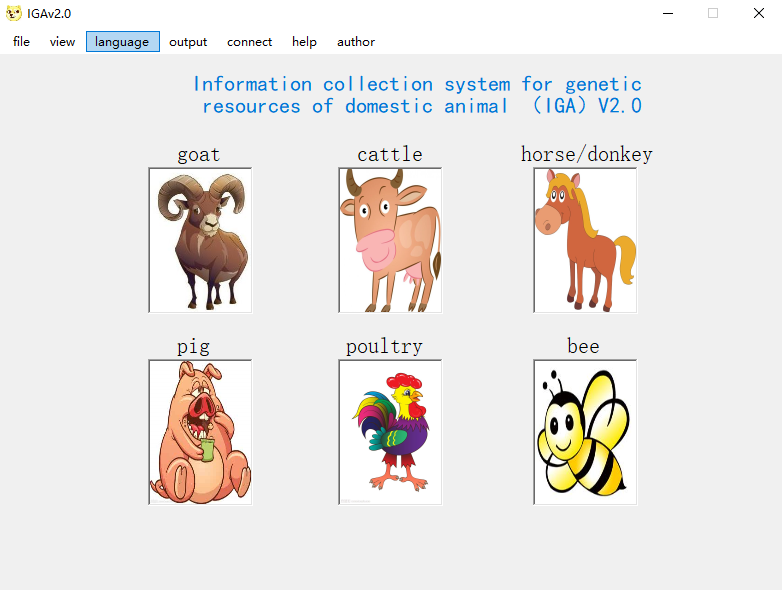 IGAv2.0
file view language output connect help author
Information collection system for genetic
resources of domestic animal （IGA）V2.0
goat cattle horse/donkey
pig poultry bee